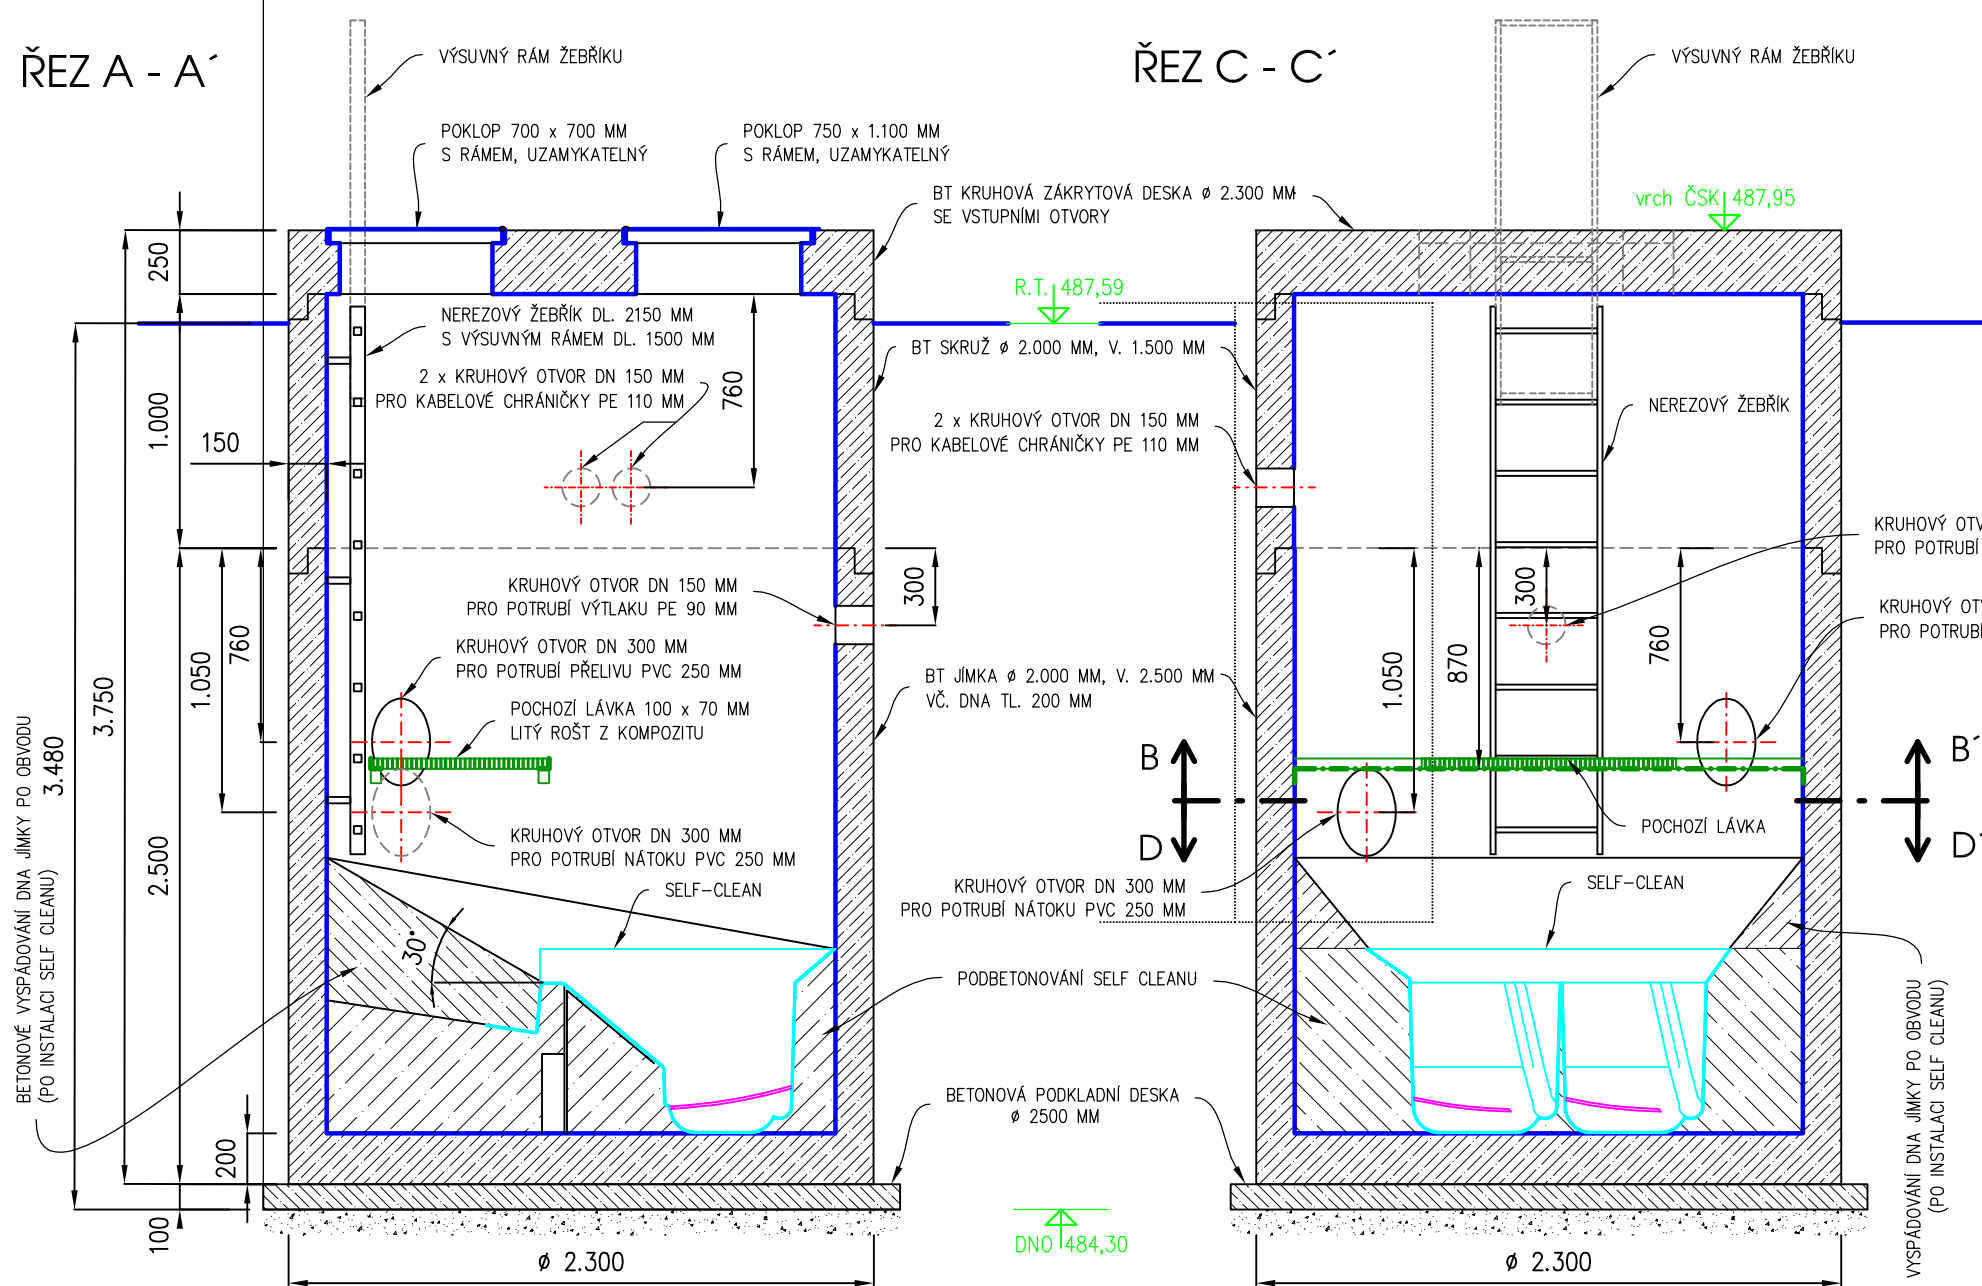 ŘEZ A - A´
VÝSUVNÝ RÁM ŽEBŘÍKU
POKLOP 700 x 700 MM
S RÁMEM, UZAMYKATELNÝ
POKLOP 750 x 1.100 MM
S RÁMEM, UZAMYKATELNÝ
BT KRUHOVÁ ZÁKRYTOVÁ DESKA ø 2.300 MM
SE VSTUPNÍMI OTVORY
ŘEZ C - C´
VÝSUVNÝ RÁM ŽEBŘÍKU
vrch ČSK 487,95
R.T. 487,59
250
1.000
150
NEREZOVÝ ŽEBŘÍK DL. 2150 MM
S VÝSUVNÝM RÁMEM DL. 1500 MM
2 x KRUHOVÝ OTVOR DN 150 MM
PRO KABELOVÉ CHRÁNIČKY PE 110 MM
760
BT SKRUŽ ø 2.000 MM, V. 1.500 MM
2 x KRUHOVÝ OTVOR DN 150 MM
PRO KABELOVÉ CHRÁNIČKY PE 110 MM
NEREZOVÝ ŽEBŘÍK
KRUHOVÝ OTV
PRO POTRUBÍ
KRUHOVÝ OTV
PRO POTRUBÍ
KRUHOVÝ OTVOR DN 150 MM
PRO POTRUBÍ VÝTLAKU PE 90 MM
300
KRUHOVÝ OTVOR DN 300 MM
PRO POTRUBÍ PŘELIVU PVC 250 MM
POCHOZÍ LÁVKA 100 x 70 MM
LITÝ ROŠT Z KOMPOZITU
BT JÍMKA ø 2.000 MM, V. 2.500 MM
VČ. DNA TL. 200 MM
760
1.050
3.750
3.480
2.500
KRUHOVÝ OTVOR DN 300 MM
PRO POTRUBÍ NÁTOKU PVC 250 MM
SELF-CLEAN
30°
BETONOVÉ VYSPÁDOVÁNÍ DNA JÍMKY PO OBVODU
(PO INSTALACI SELF CLEANU)
200
100
ø 2.300
1.050
870
300
760
B
B´
D
D´
POCHOZÍ LÁVKA
KRUHOVÝ OTVOR DN 300 MM
PRO POTRUBÍ NÁTOKU PVC 250 MM
SELF-CLEAN
PODBETONOVÁNÍ SELF CLEANU
BETONOVÁ PODKLADNÍ DESKA
ø 2500 MM
DNO 484,30
ø 2.300
VYSPÁDOVÁNÍ DNA JÍMKY PO OBVODU
(PO INSTALACI SELF CLEANU)